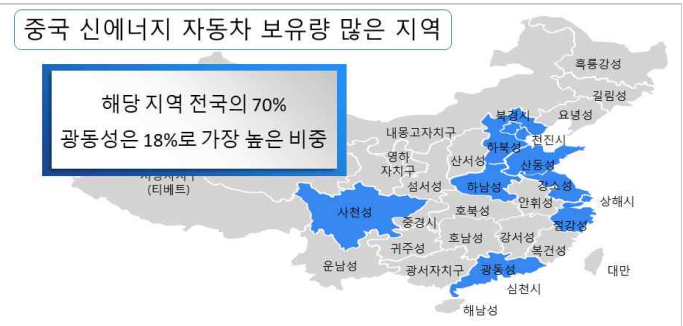 중국 신에너지 자동차 보유량 많은 지역
해당 지역 전국의 70%
광동성은 18%로 가장 높은 비중
흑룡강성
길림성
요녕성
북경시
내몽고자치구
천진시
하북성
영하
자치구
산서성
산동성
(티베트)
섬서성
하남성
강소성
상해시
안휘성
사천성
중경시
호북성
절강성
호남성
강서성
귀주성
복건성
운남성
광서자치구
광동성
대만
심천시
해남성